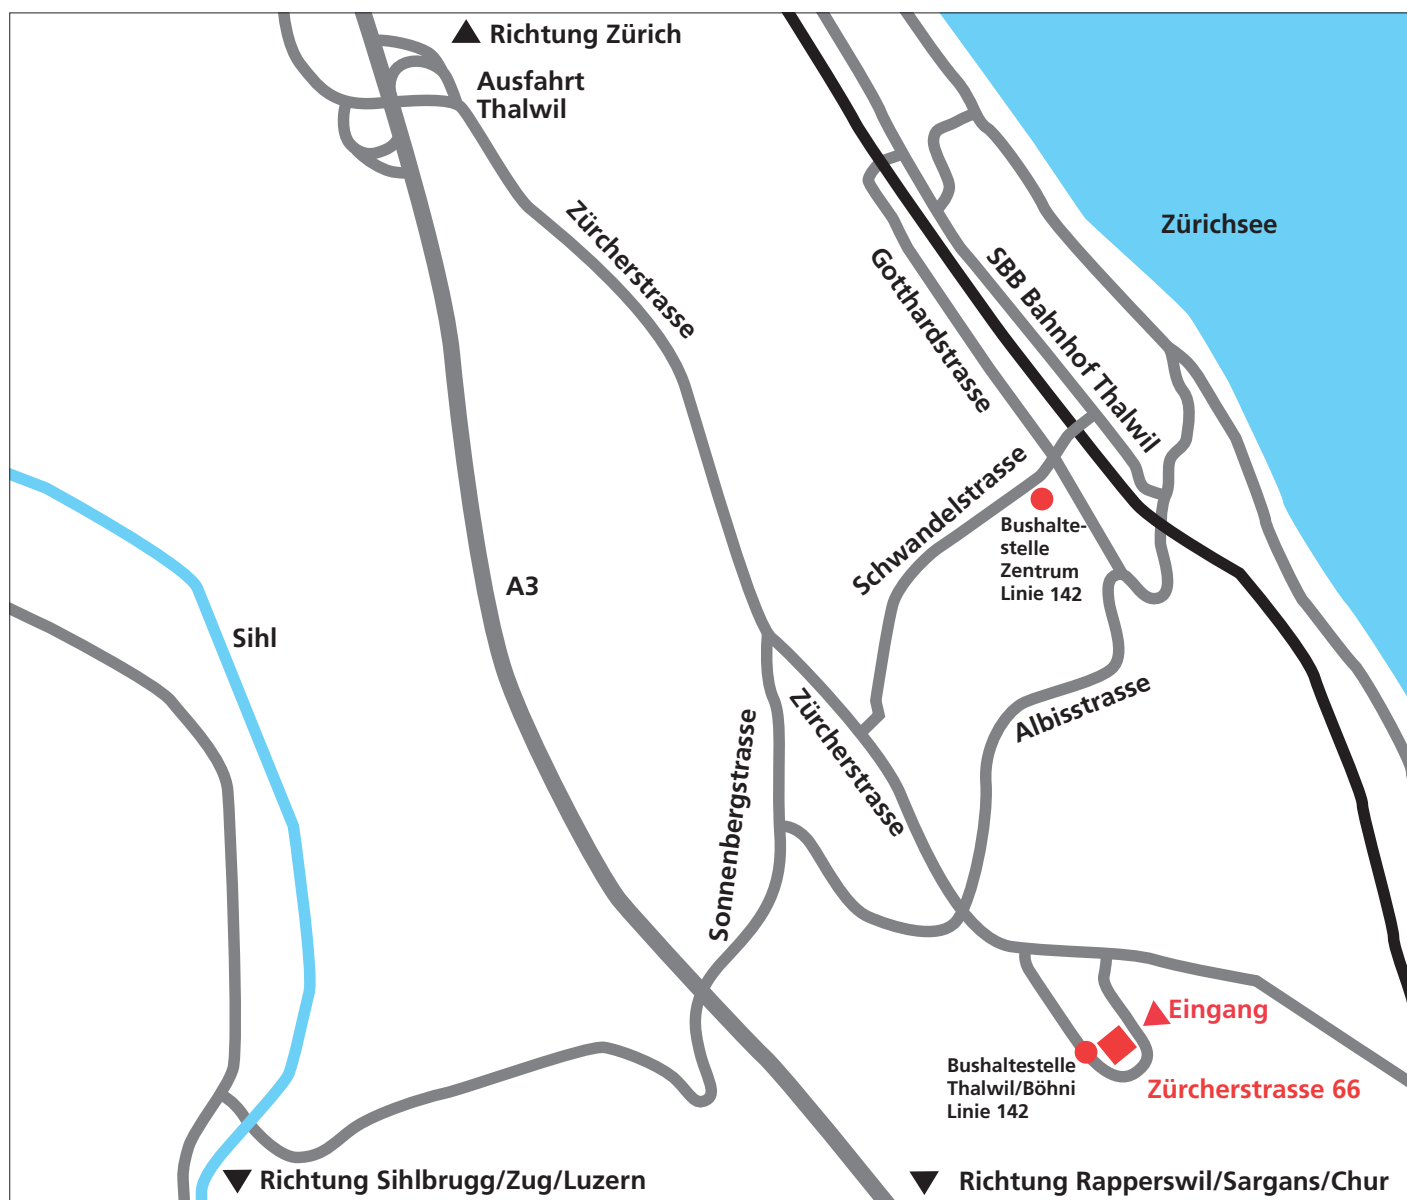 Richtung Zürich
Ausfahrt
Thalwil
Zürcherstrasse
Zürichsee
SBB Bahnhof Thalwil
Gotthardstrasse
Schwandelstrasse
Bushalte-
stelle
Zentrum
Linie 142
A3
Sihl
Albisstrasse
Zürcherstrasse
Sonnenbergstrasse
Eingang
Bushaltestelle
Thalwil/Böhni
Linie 142
Zürcherstrasse 66
Richtung Sihlbrugg/Zug/Luzern
Richtung Rapperswil/Sargans/Chur